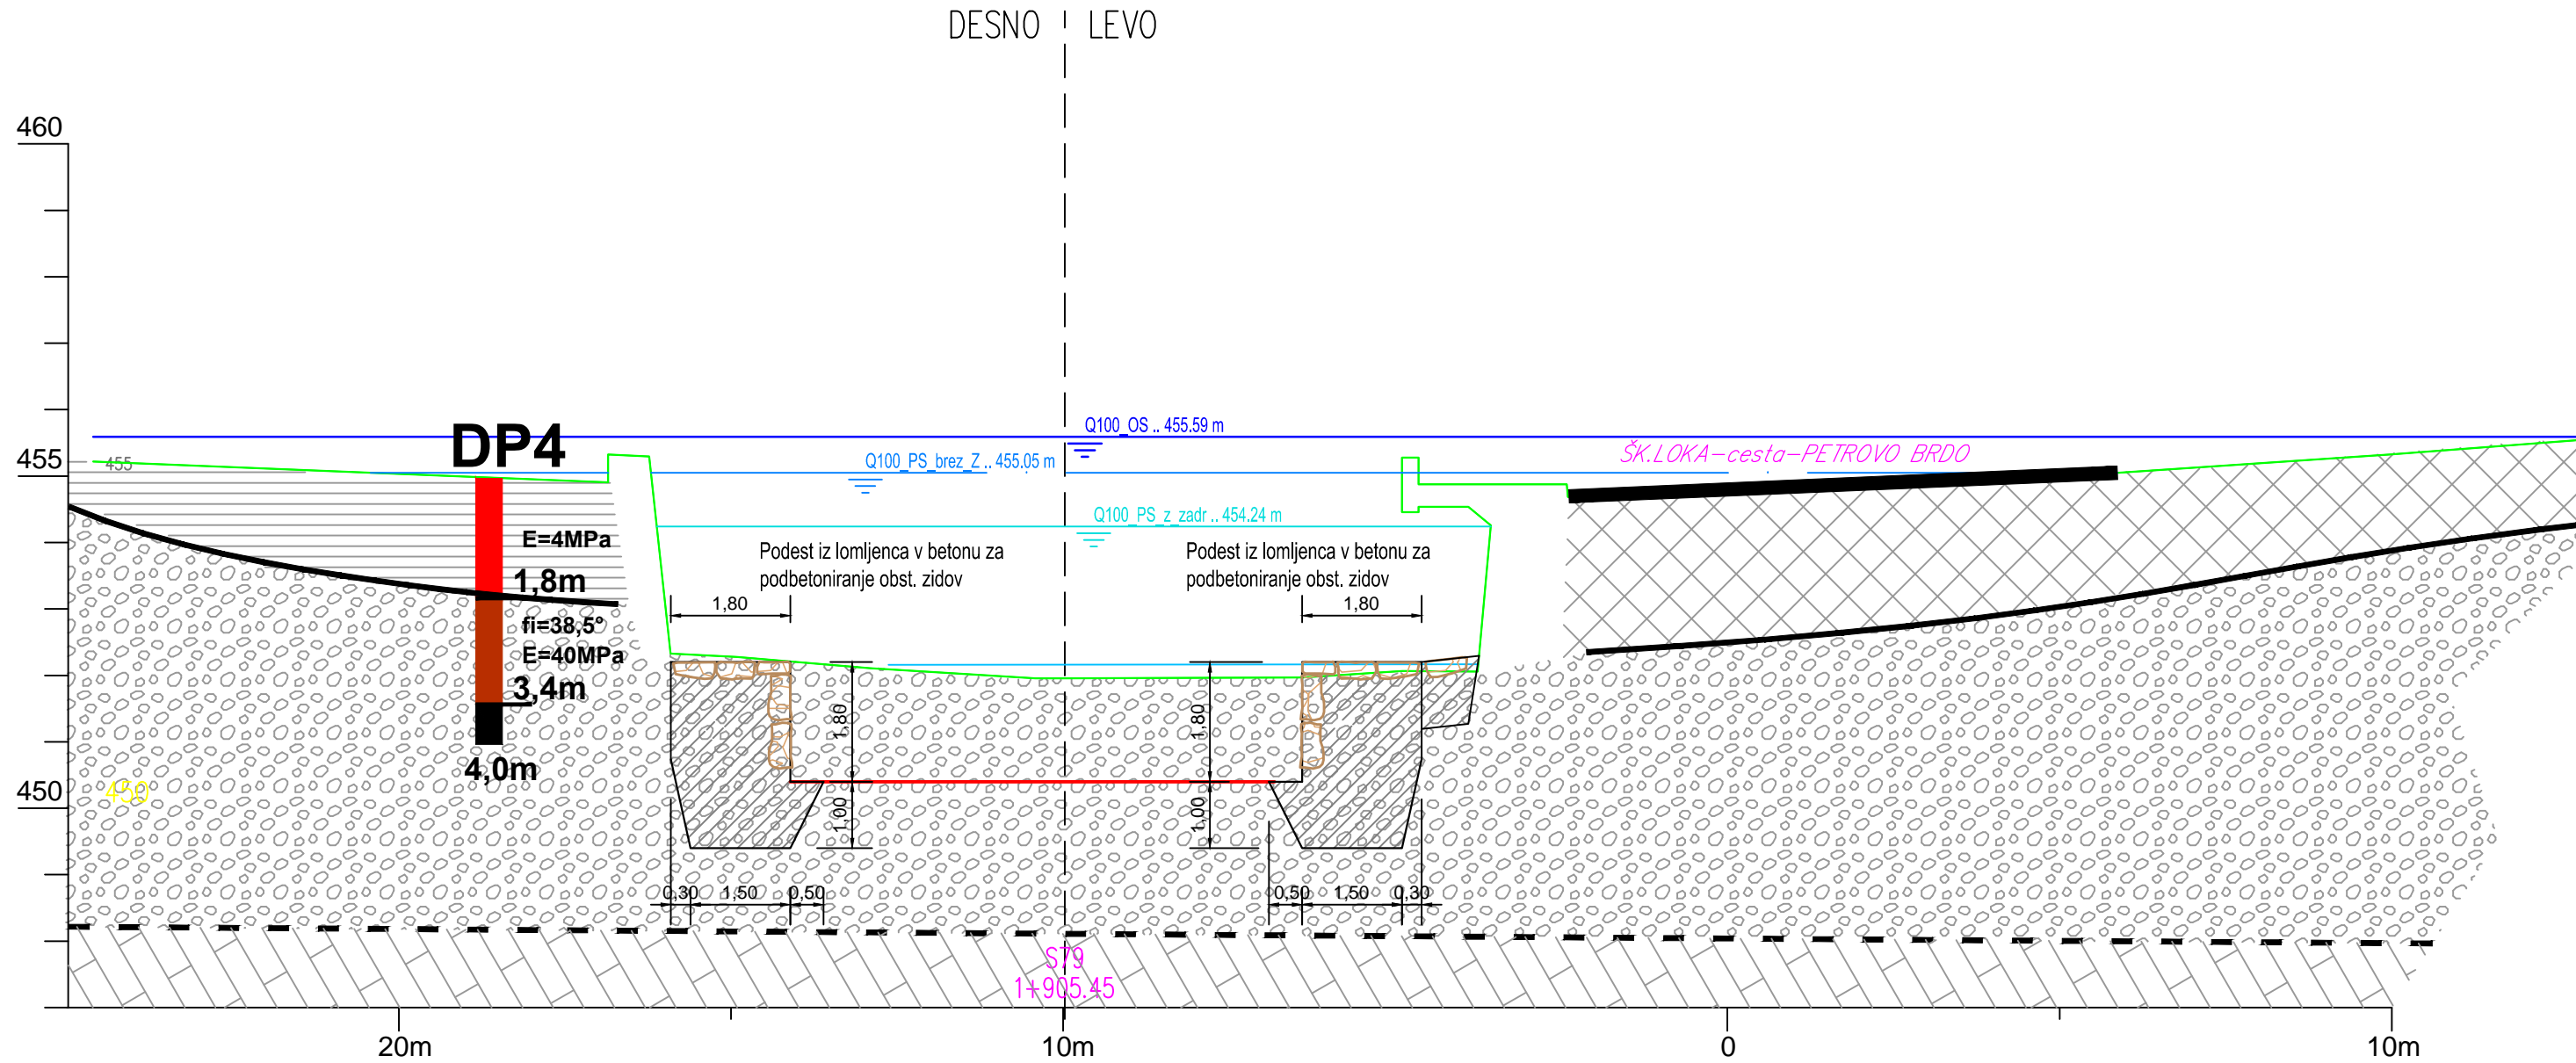 DESNO LEVO
460
DP4
Q100_OS .. 455.59 m
Q100_PS_brez_Z .. 455.05 m
ŠK.LOKA-cesta-PETROVO BRDO
455
455
Q100_PS_z_zadr .. 454.24 m
E=4MPa
1,8m
Podest iz lomljenca v betonu za
podbetoniranje obst. zidov
Podest iz lomljenca v betonu za
podbetoniranje obst. zidov
1,80
1,80
fi=38,5°
E=40MPa
3,4m
1,80
1,80
4,0m
450
450
1,00
1,00
0,30 1,50 0,50
0,50 1,50 0,30
S79
1+905.45
20m
10m
0
10m